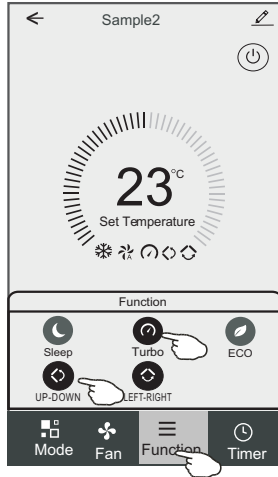 Sample2
23°C
Set Temperature
A
Function
Sleep Turbo ECO
UP-DOWN LEFT-RIGHT
Mode Fan Function Timer